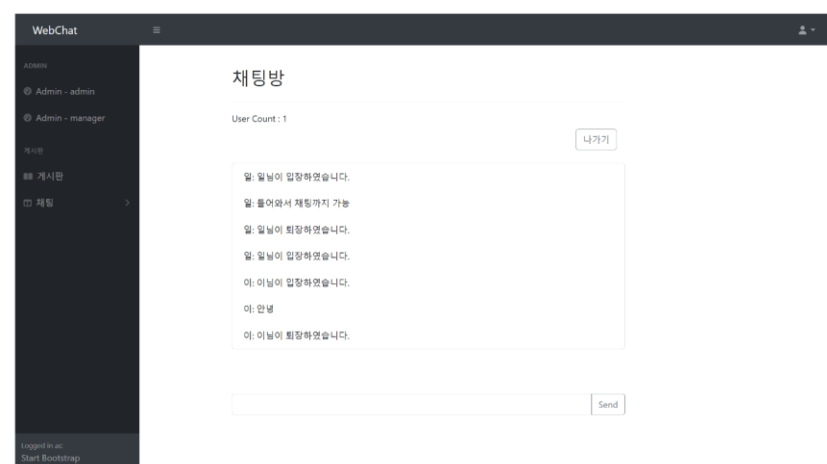 WebChat
ADMIN
Admin - admin
Admin - manager
게시판
게시판
채팅
채팅방
User Count : 1
나가기
일: 일님이 입장하였습니다.
일: 들어와서 채팅까지 가능
일: 일님이 퇴장하였습니다.
일: 일님이 입장하였습니다.
이: 이님이 입장하였습니다.
이: 안녕
이: 이님이 퇴장하였습니다.
Send
Logged in as:
Start Bootstrap